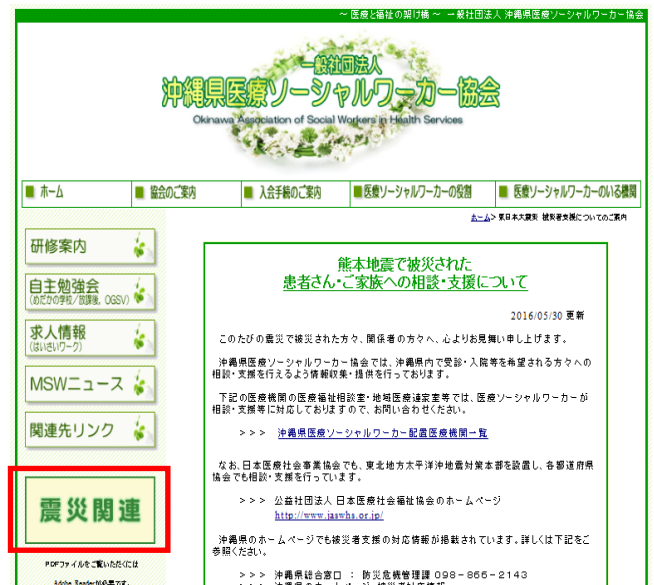 ～ 医療と福祉の架け橋 ～ 一般社団法人 沖縄県医療ソーシャルワーカー協会
一般社団法人
沖縄県医療ソーシャルワーカー協会
Okinawa Association of Social Workers in Health Services
ホーム
協会のご案内
入会手続のご案内
医療ソーシャルワーカーの役割
医療ソーシャルワーカーのいる機関
ホーム> 東日本大震災 被災者支援についてのご案内
研修案内
自主勉強会
(めだかの学校／放課後、OGSV)
求人情報
(はいさいワーク)
MSWニュース
関連先リンク
震災関連
PDFファイルをご覧いただくには
Adobe Readerが必要です。
熊本地震で被災された
患者さん・ご家族への相談・支援について
2016/05/30 更新
このたびの震災で被災された方々、関係者の方々へ、心よりお見舞い申し上げます。
沖縄県医療ソーシャルワーカー協会では、沖縄県内で受診・入院等を希望される方々への
相談・支援を行えるよう情報収集・提供を行っております。
下記の医療機関の医療福祉相談室・地域医療連携室等では、医療ソーシャルワーカーが
相談・支援等に対応しておりますので、お問い合わせください。
>>> 沖縄県医療ソーシャルワーカー配置医療機関一覧
なお、日本医療社会事業協会でも、東北地方太平洋沖地震対策本部を設置し、各都道府県
協会でも相談・支援を行っています。
>>> 公益社団法人 日本医療社会福祉協会のホームページ
http://www.jaswhs.or.jp/
沖縄県のホームページでも被災者支援の対応情報が掲載されています。詳しくは下記をご
参照ください。
>>> 沖縄県総合窓口 ： 防災危機管理課 098-866-2143